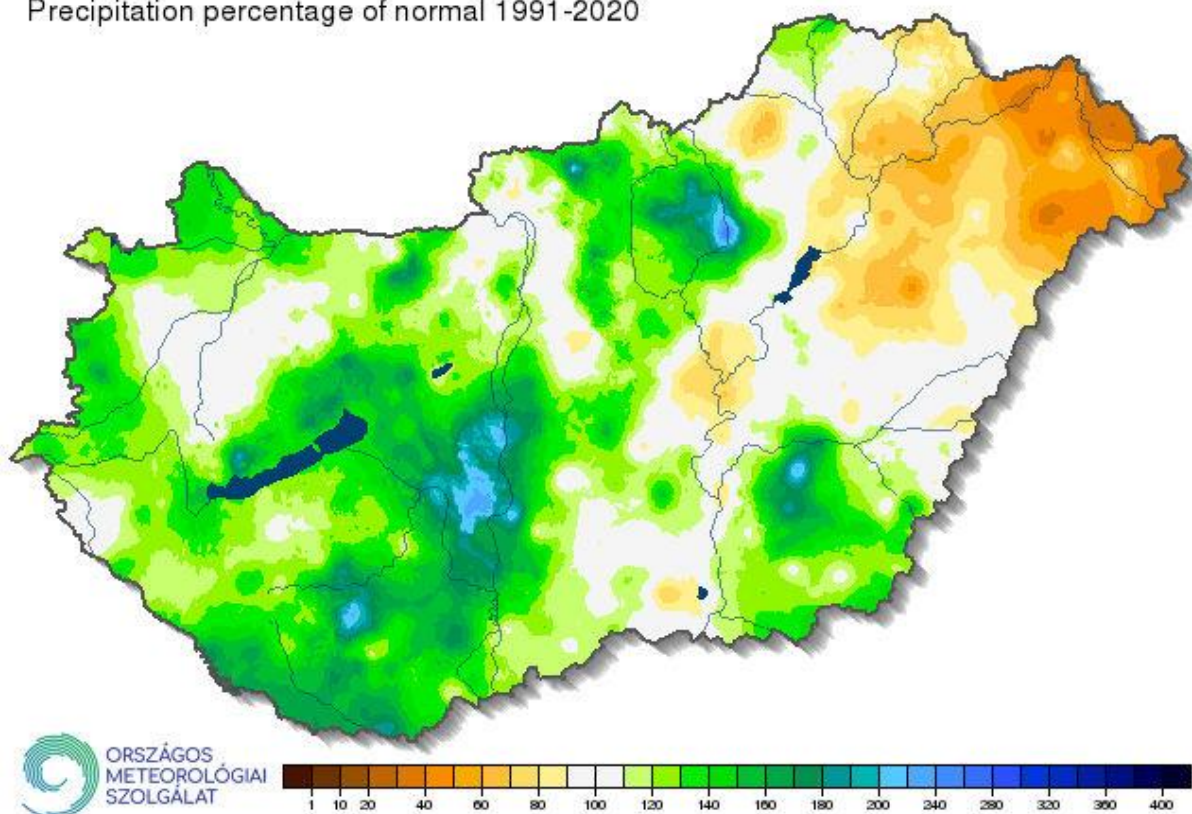 Precipitation percentage of normal 1991-2020
ORSZÁGOS
METEOROLÓGIAI
SZOLGÁLAT
1 10 20 40 60 80 100 120 140 160 180 200 240 280 320 360 400